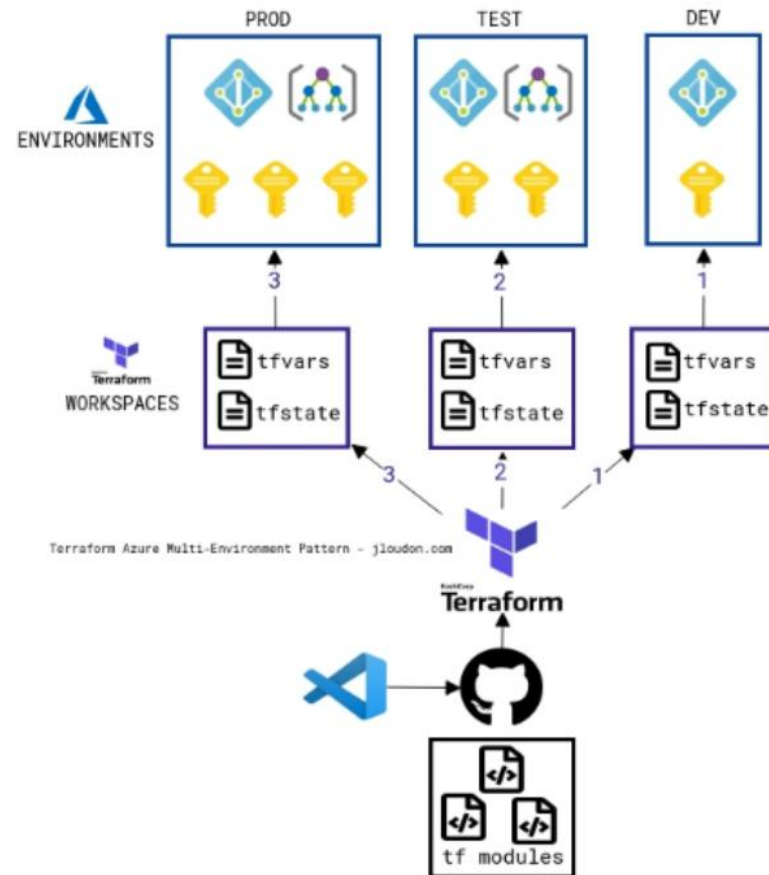 PROD
TEST
DEV
ENVIRONMENTS
3
2
1
tfvars
tfstate
tfvars
tfstate
tfvars
tfstate
Terraform
WORKSPACES
3
2
1
Terraform Azure Multi-Environment Pattern - jloudon.com
HashiCorp
Terraform
tf modules